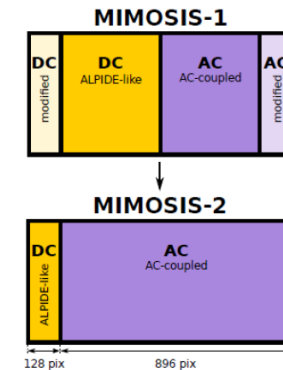 MIMOSIS-1
DC
modified
DC
ALPIDE-like
AC
AC-coupled
AC
modified
MIMOSIS-2
DC
ALPIDE-like
AC
AC-coupled
128 pix
896 pix